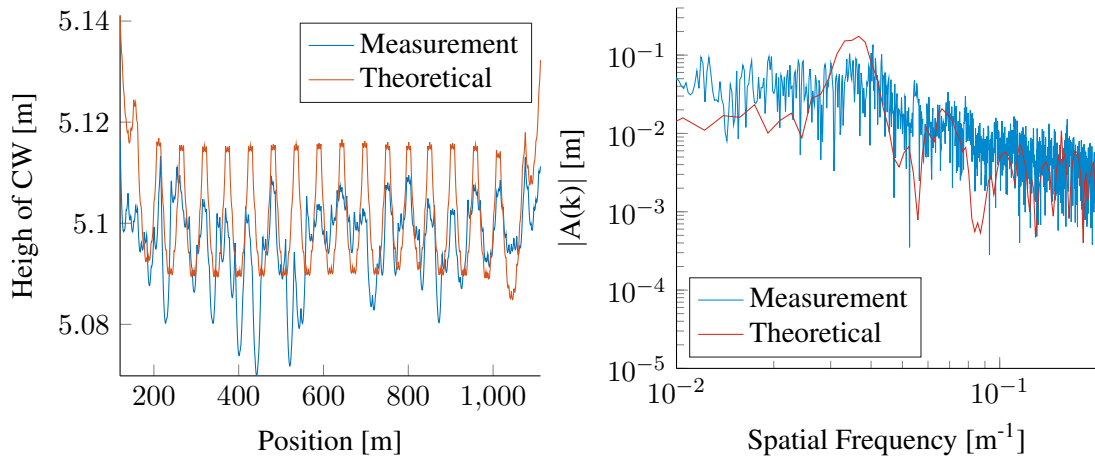 5.14
5.12
5.1
5.08
Heigh of CW [m]
Measurement
Theoretical
200
400
600
800
1,000
Position [m]
10⁻¹
10⁻²
10⁻³
10⁻⁴
10⁻⁵
|A(k)| [m]
Measurement
Theoretical
10⁻²
10⁻¹
Spatial Frequency [m⁻¹]